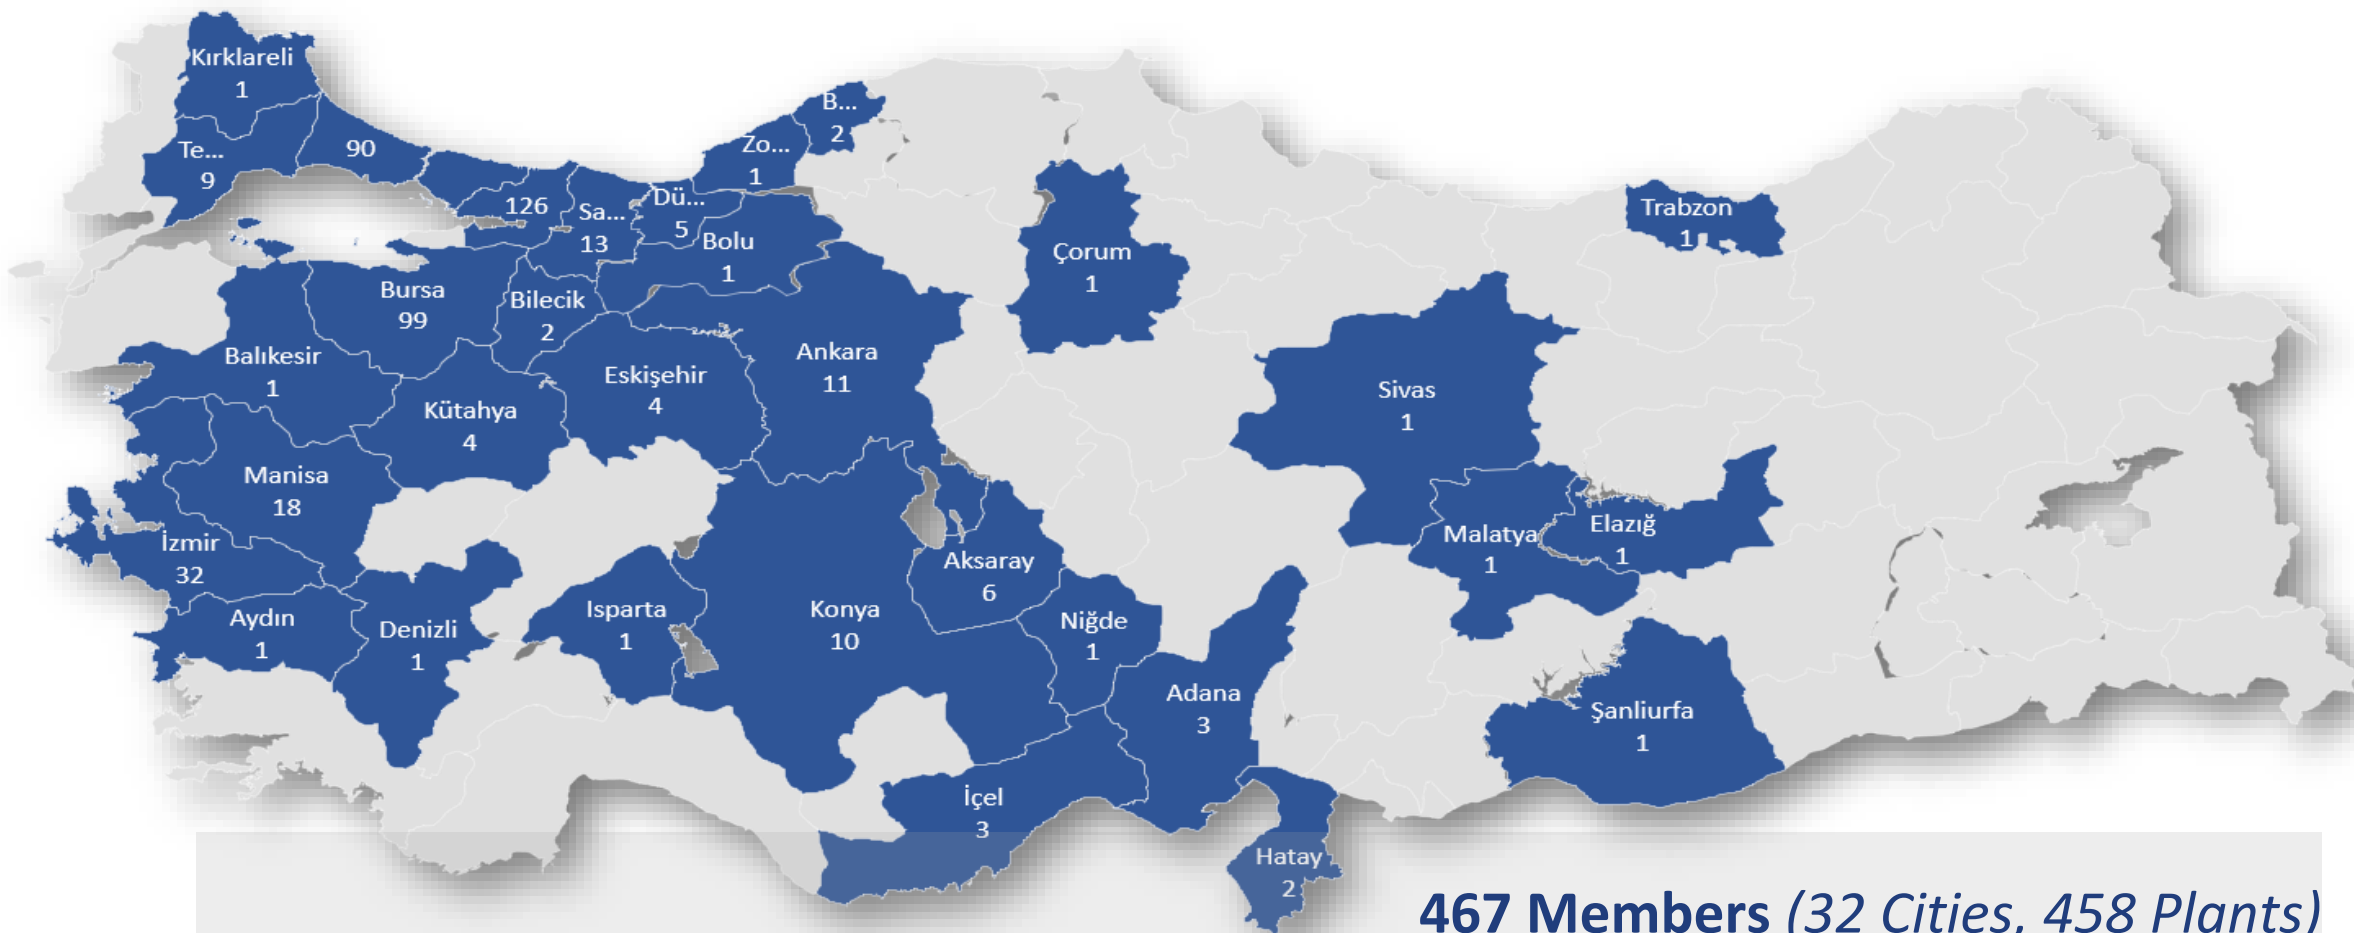 Kırklareli
1
B...
2
Te...
9
90
Zo...
1
126
Sa...
13
Dü...
5
Bolu
1
Trabzon
1
Çorum
1
Bursa
99
Bilecik
2
Balıkesir
1
Ankara
11
Eskişehir
4
Sivas
1
Kütahya
4
Manisa
18
İzmir
32
Malatya
1
Elazığ
1
Aksaray
6
Aydın
1
Denizli
1
Isparta
1
Konya
10
Niğde
1
Adana
3
Şanliurfa
1
İçel
3
Hatay
2
467 Members (32 Cities, 458 Plants)